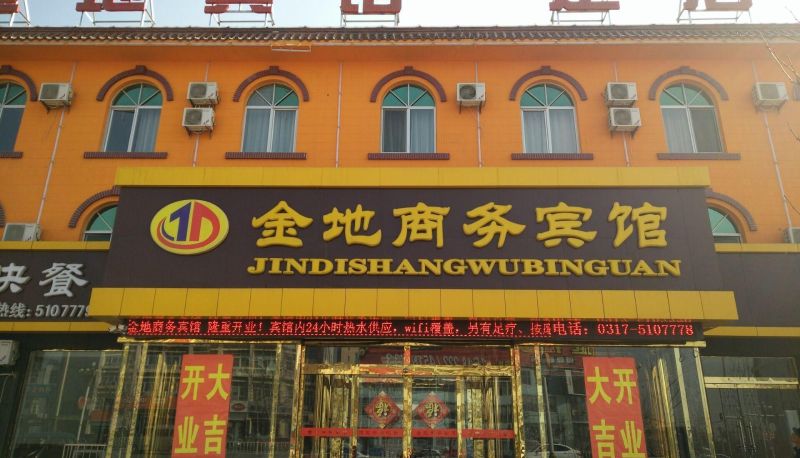 金地商务宾馆
JINDISHANGWUBINGUAN
快餐
热线: 5107778
金地商务宾馆 隆重开业! 宾馆内24小时热水供应, wifi覆盖, 另有足疗、按摩电话: 0317-5107778
开业
大吉
大吉
开业